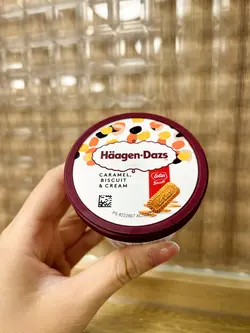 Häagen-Dazs
CARAMEL,
BISCUIT
& CREAM
Lotus
Biscoff